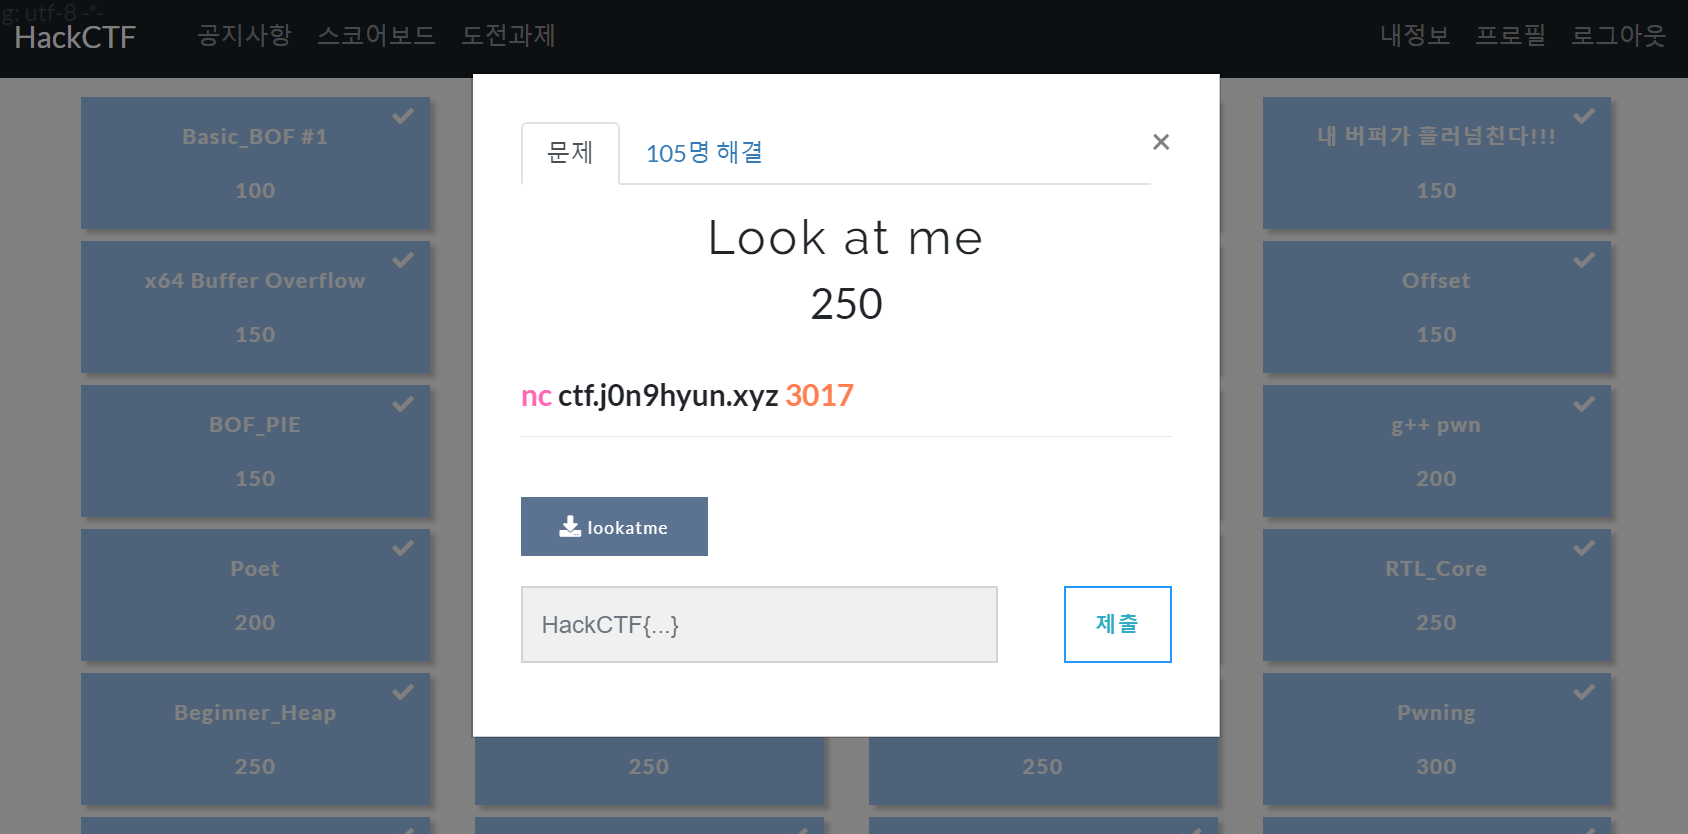 g: utf-8 -*-
HackCTF 공지사항 스코어보드 도전과제 내정보 프로필 로그아웃
Basic_BOF #1
100
내 버퍼가 흘러넘친다!!!
150
x64 Buffer Overflow
150
Offset
150
BOF_PIE
150
g++ pwn
200
Poet
200
RTL_Core
250
Beginner_Heap
250
250
250
Pwning
300
문제 105명 해결 ×
Look at me
250
nc ctf.j0n9hyun.xyz 3017
lookatme
HackCTF{...}
제출